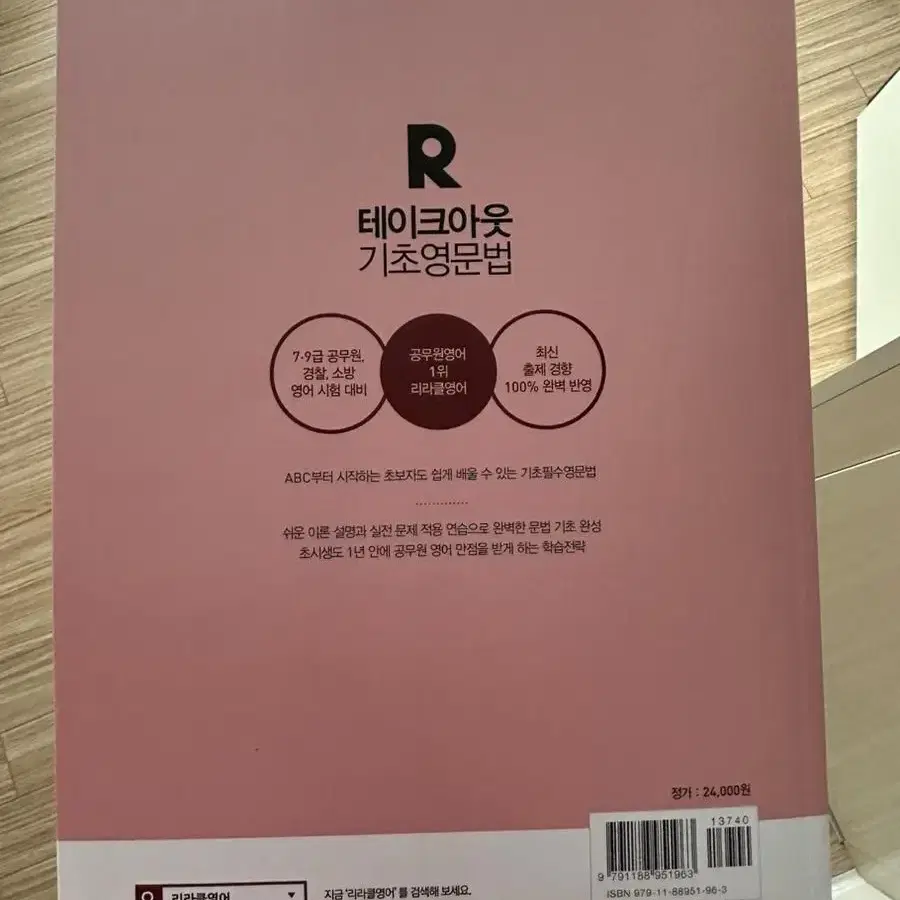 R
테이크아웃
기초영문법
7·9급 공무원,
경찰, 소방
영어 시험 대비
공무원영어
1위
리라클영어
최신
출제 경향
100% 완벽 반영
ABC부터 시작하는 초보자도 쉽게 배울 수 있는 기초필수영문법
쉬운 이론 설명과 실전 문제 적용 연습으로 완벽한 문법 기초 완성
초시생도 1년 안에 공무원 영어 만점을 받게 하는 학습전략
정가 : 24,000원
13740
9 791188 951963
ISBN 979-11-88951-96-3
리라클영어
지금 '리라클영어' 를 검색해 보세요.